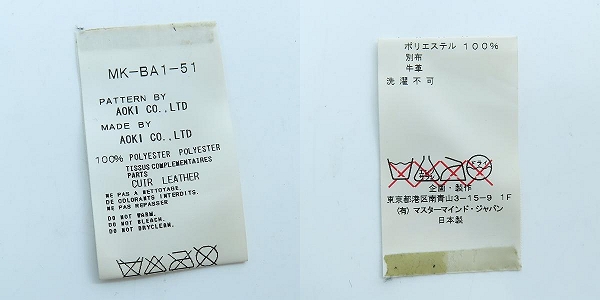 MK-BA1-51
PATTERN BY
AOKI CO.,LTD
MADE BY
AOKI CO.,LTD
100% POLYESTER POLYESTER
TISSUS COMPLEMENTAIRES
PARTS
CUIR LEATHER
NE PAS A NETTOYAGE.
DE COLORANTS INTERDITS.
NE PAS REPASSER
DO NOT WARM.
DO NOT BLEACH.
DO NOT DRYCLEAN.
ポリエステル 100%
別布
牛革
洗濯不可
企画・製作
東京都港区南青山3-15-9 1F
(有)マスターマインド・ジャパン
日本製